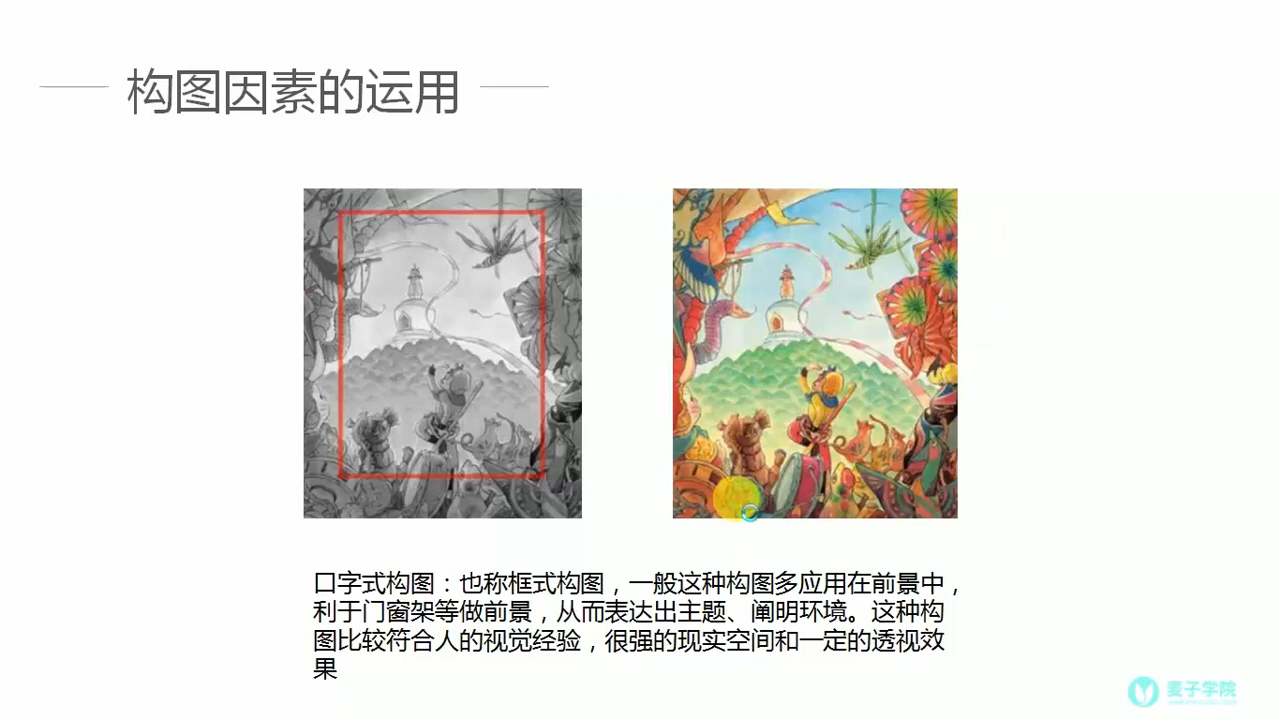 构图因素的运用
口字式构图：也称框式构图，一般这种构图多应用在前景中，
利于门窗架等做前景，从而表达出主题、阐明环境。这种构
图比较符合人的视觉经验，很强的现实空间和一定的透视效
果
麦子学院